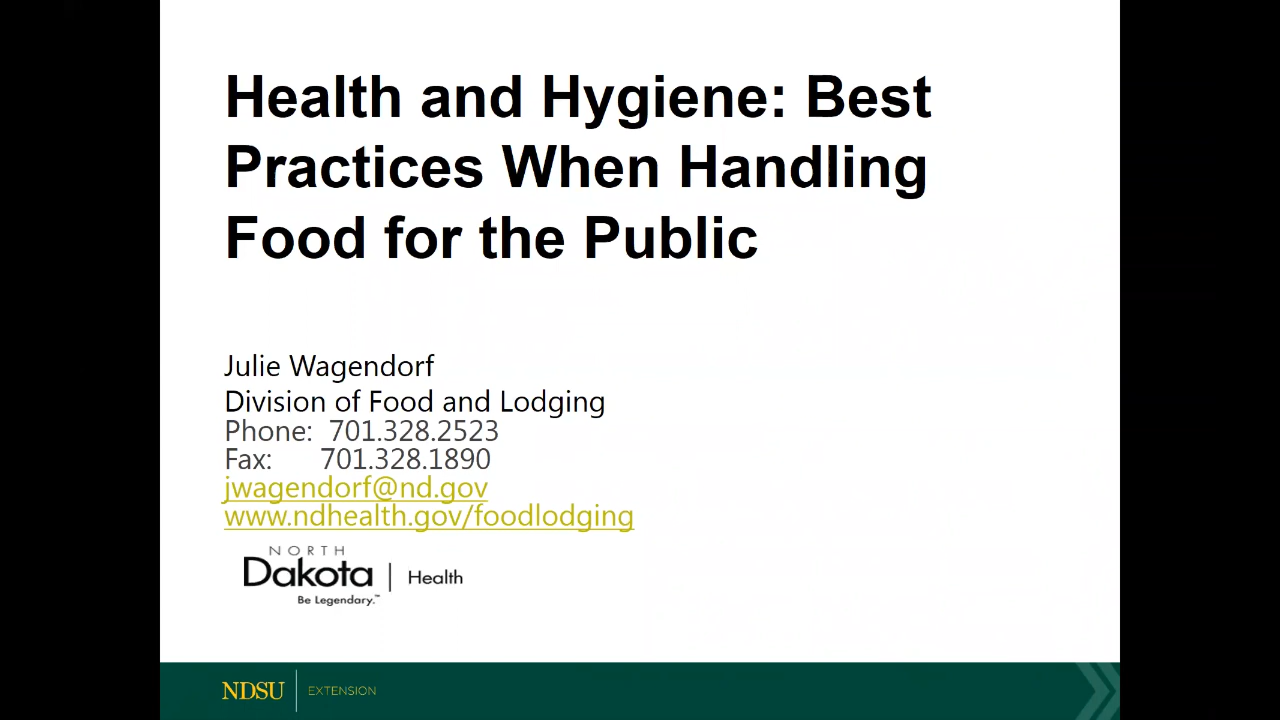 Health and Hygiene: Best
Practices When Handling
Food for the Public
Julie Wagendorf
Division of Food and Lodging
Phone: 701.328.2523
Fax: 701.328.1890
jwagendorf@nd.gov
www.ndhealth.gov/foodlodging
NORTH
Dakota | Health
Be Legendary.™
NDSU | EXTENSION